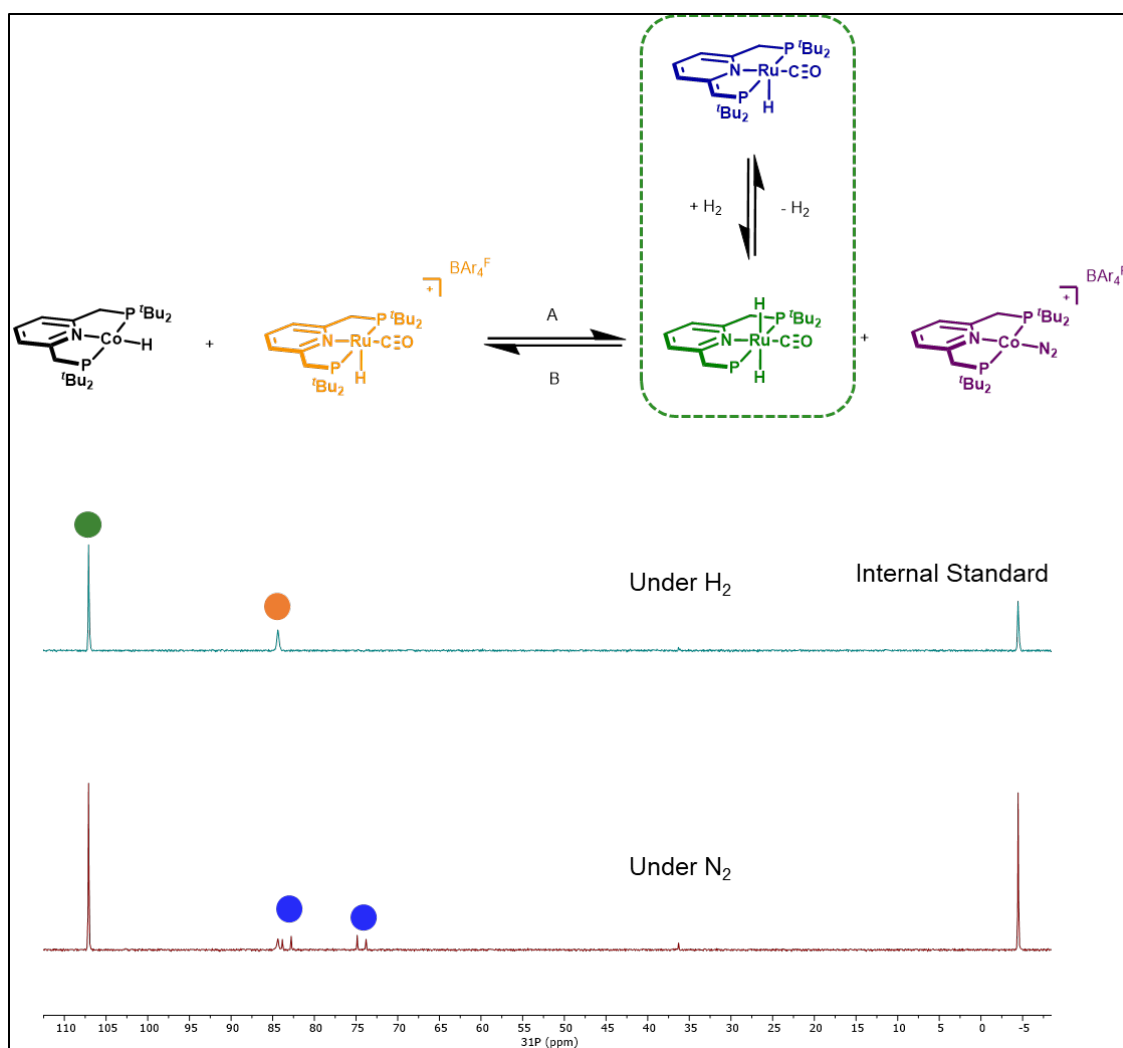 P ᵗBu₂
N Ru C≡O
P H
ᵗBu₂
+ H₂ - H₂
BAr₄ᶠ
+
BAr₄ᶠ
+
P ᵗBu₂
N Co H
P
ᵗBu₂
+
P ᵗBu₂
N Ru C≡O
P H
ᵗBu₂
A
B
H
P ᵗBu₂
N Ru C≡O
P H
ᵗBu₂
+
P ᵗBu₂
N Co N₂
P
ᵗBu₂
Under H₂
Internal Standard
Under N₂
110 105 100 95 90 85 80 75 70 65 60 55 50 45 40 35 30 25 20 15 10 5 0 -5
31P (ppm)